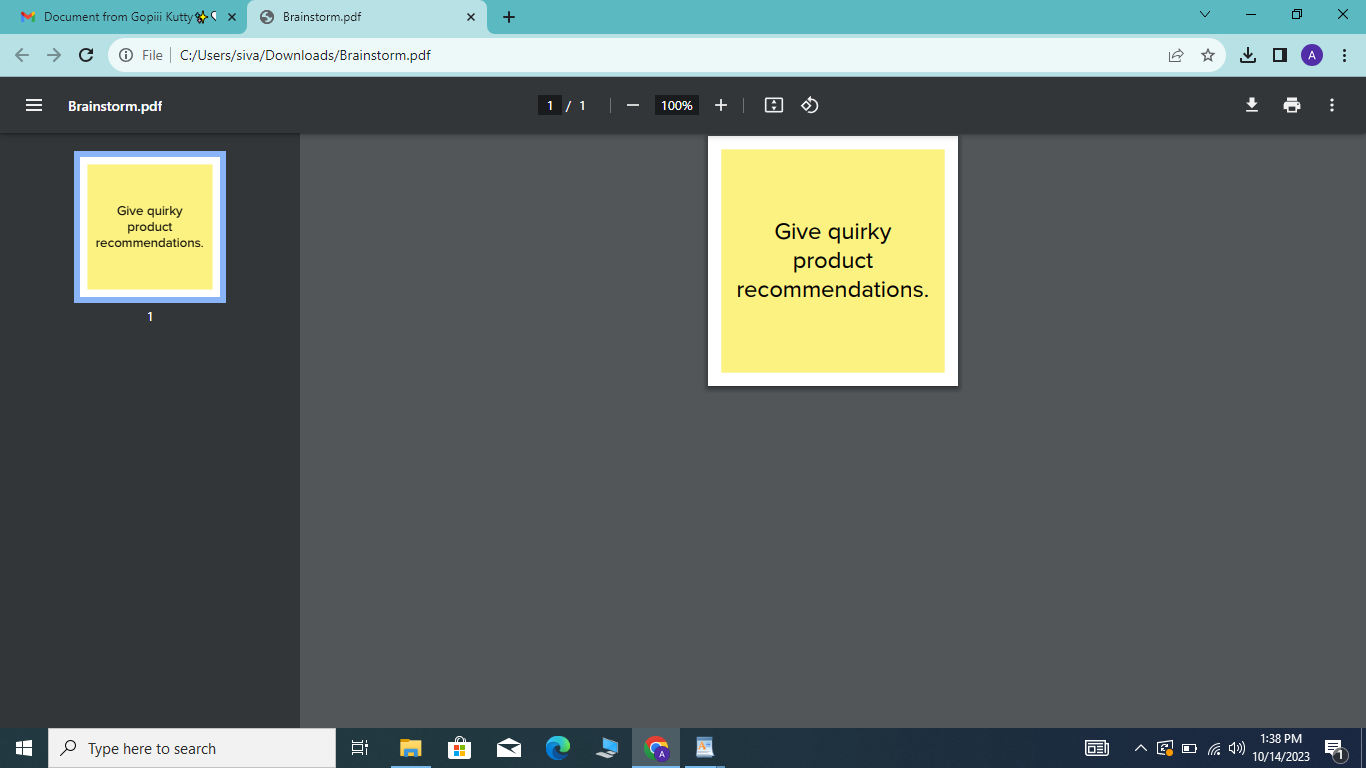 Document from Gopiii Kutty
Brainstorm.pdf
File
C:/Users/siva/Downloads/Brainstorm.pdf
A
Brainstorm.pdf
1 / 1
100%
Give quirky
product
recommendations.
1
Give quirky
product
recommendations.
Type here to search
A
1:38 PM
10/14/2023
1